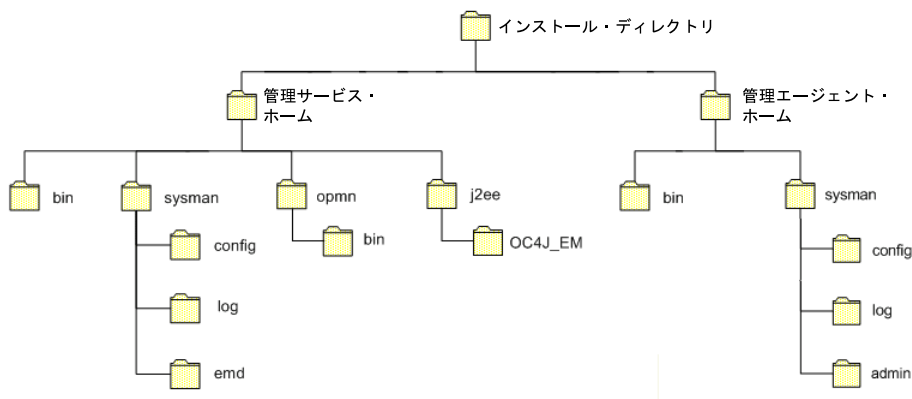 インストール・ディレクトリ
管理サービス・
ホーム
管理エージェント・
ホーム
bin
sysman
opmn
j2ee
bin
sysman
config
bin
OC4J_EM
config
log
log
emd
admin